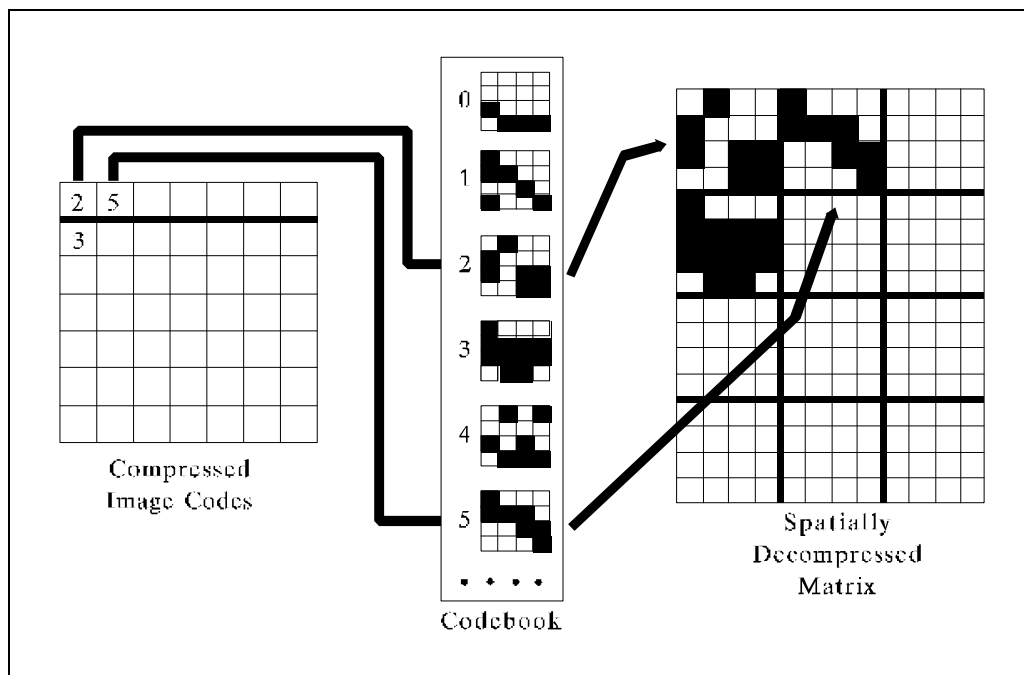 2 5
3
Compressed
Image Codes
0
1
2
3
4
5
. . . .
Codebook
Spatially
Decompressed
Matrix